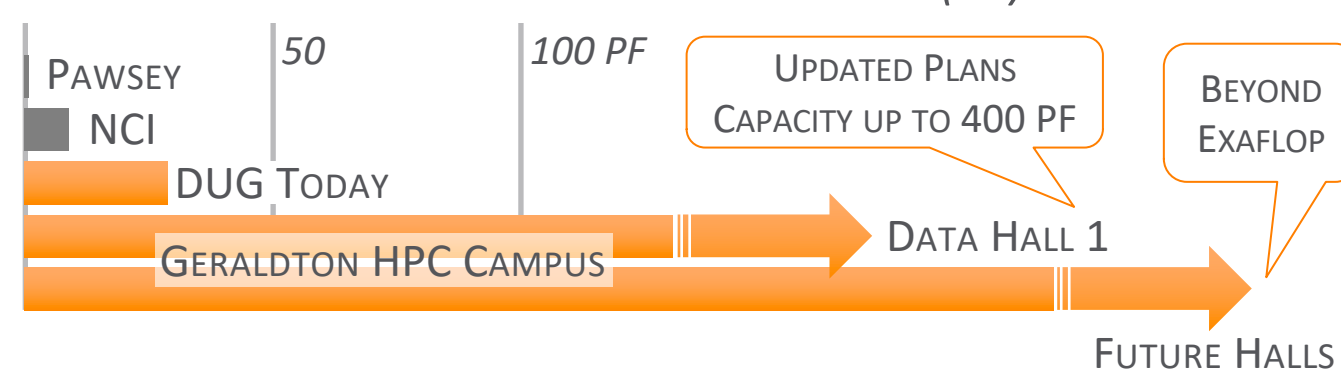 50
100 PF
PAWSEY
NCI
DUG TODAY
UPDATED PLANS
CAPACITY UP TO 400 PF
BEYOND
EXAFLOP
DATA HALL 1
GERALDTON HPC CAMPUS
FUTURE HALLS